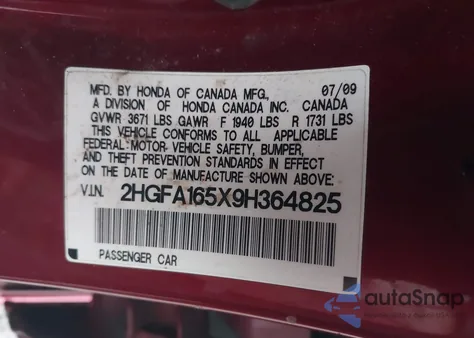 MFD. BY HONDA OF CANADA MFG., 07/09
A DIVISION OF HONDA CANADA INC. CANADA
GVWR 3671 LBS GAWR F 1940 LBS R 1731 LBS
THIS VEHICLE CONFORMS TO ALL APPLICABLE
FEDERAL MOTOR VEHICLE SAFETY, BUMPER,
AND THEFT PREVENTION STANDARDS IN EFFECT
ON THE DATE OF MANUFACTURE SHOWN ABOVE:
V.I.N. 2HGFA165X9H364825
PASSENGER CAR
autoSnap